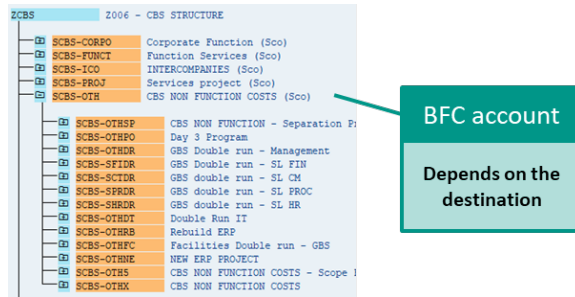 ZCBS Z006 - CBS STRUCTURE
SCBS-CORPO Corporate Function (Sco)
SCBS-FUNCT Function Services (Sco)
SCBS-ICO INTERCOMPANIES (Sco)
SCBS-PROJ Services project (Sco)
SCBS-OTH CBS NON FUNCTION COSTS (Sco)
SCBS-OTHSP CBS NON FUNCTION - Separation
SCBS-OTHPO Day 3 Program
SCBS-OTHDR GBS Double run - Management
SCBS-SFIDR GBS Double run - SL FIN
SCBS-SCTDR GBS double run - SL CM
SCBS-SPRDR GBS double run - SL PROC
SCBS-SHRDR GBS double run - SL HR
SCBS-OTHDT Double Run IT
SCBS-OTHRB Rebuild ERP
SCBS-OTHFC Facilities Double run - GBS
SCBS-OTHNE NEW ERP PROJECT
SCBS-OTH5 CBS NON FUNCTION COSTS - Scope
SCBS-OTHX CBS NON FUNCTION COSTS
BFC account
Depends on the
destination